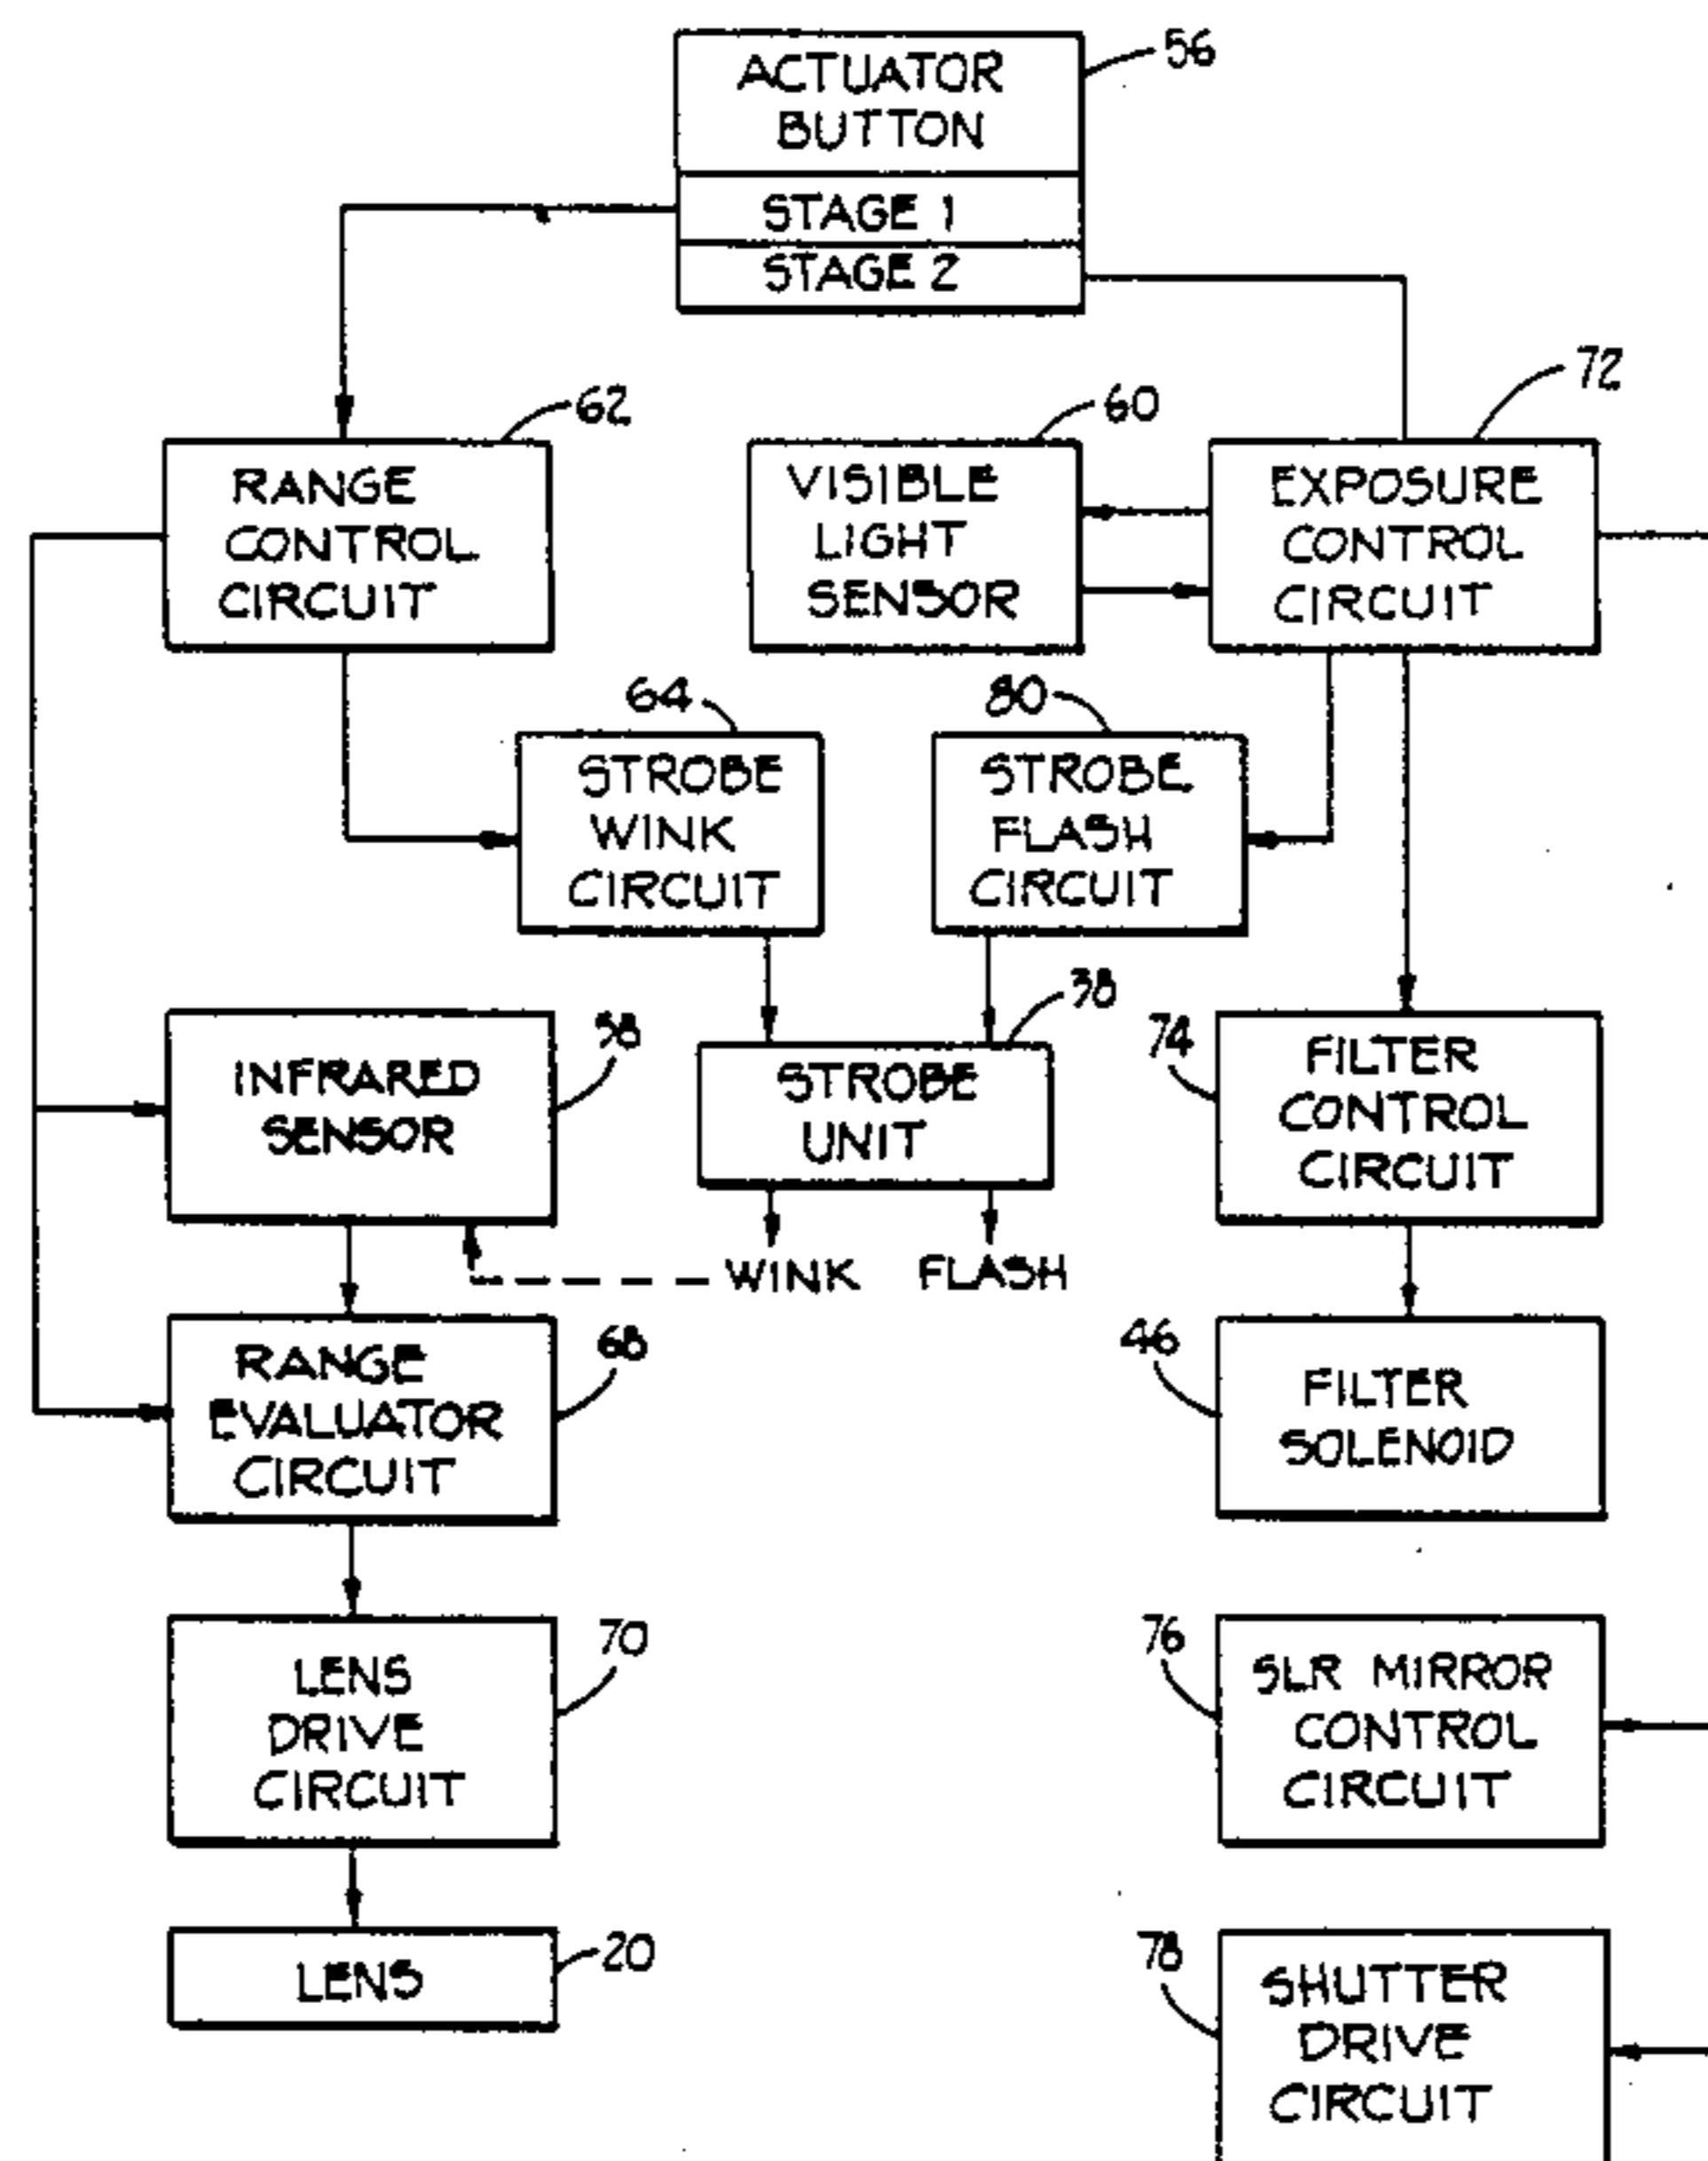 ACTUATOR
BUTTON
56
STAGE 1
STAGE 2
62
RANGE
CONTROL
CIRCUIT
60
VISIBLE
LIGHT
SENSOR
72
EXPOSURE
CONTROL
CIRCUIT
64
STROBE
WINK
CIRCUIT
80
STROBE
FLASH
CIRCUIT
58
INFRARED
SENSOR
38
STROBE
UNIT
74
FILTER
CONTROL
CIRCUIT
WINK
FLASH
68
RANGE
EVALUATOR
CIRCUIT
46
FILTER
SOLENOID
70
LENS
DRIVE
CIRCUIT
76
SLR MIRROR
CONTROL
CIRCUIT
20
LENS
78
SHUTTER
DRIVE
CIRCUIT